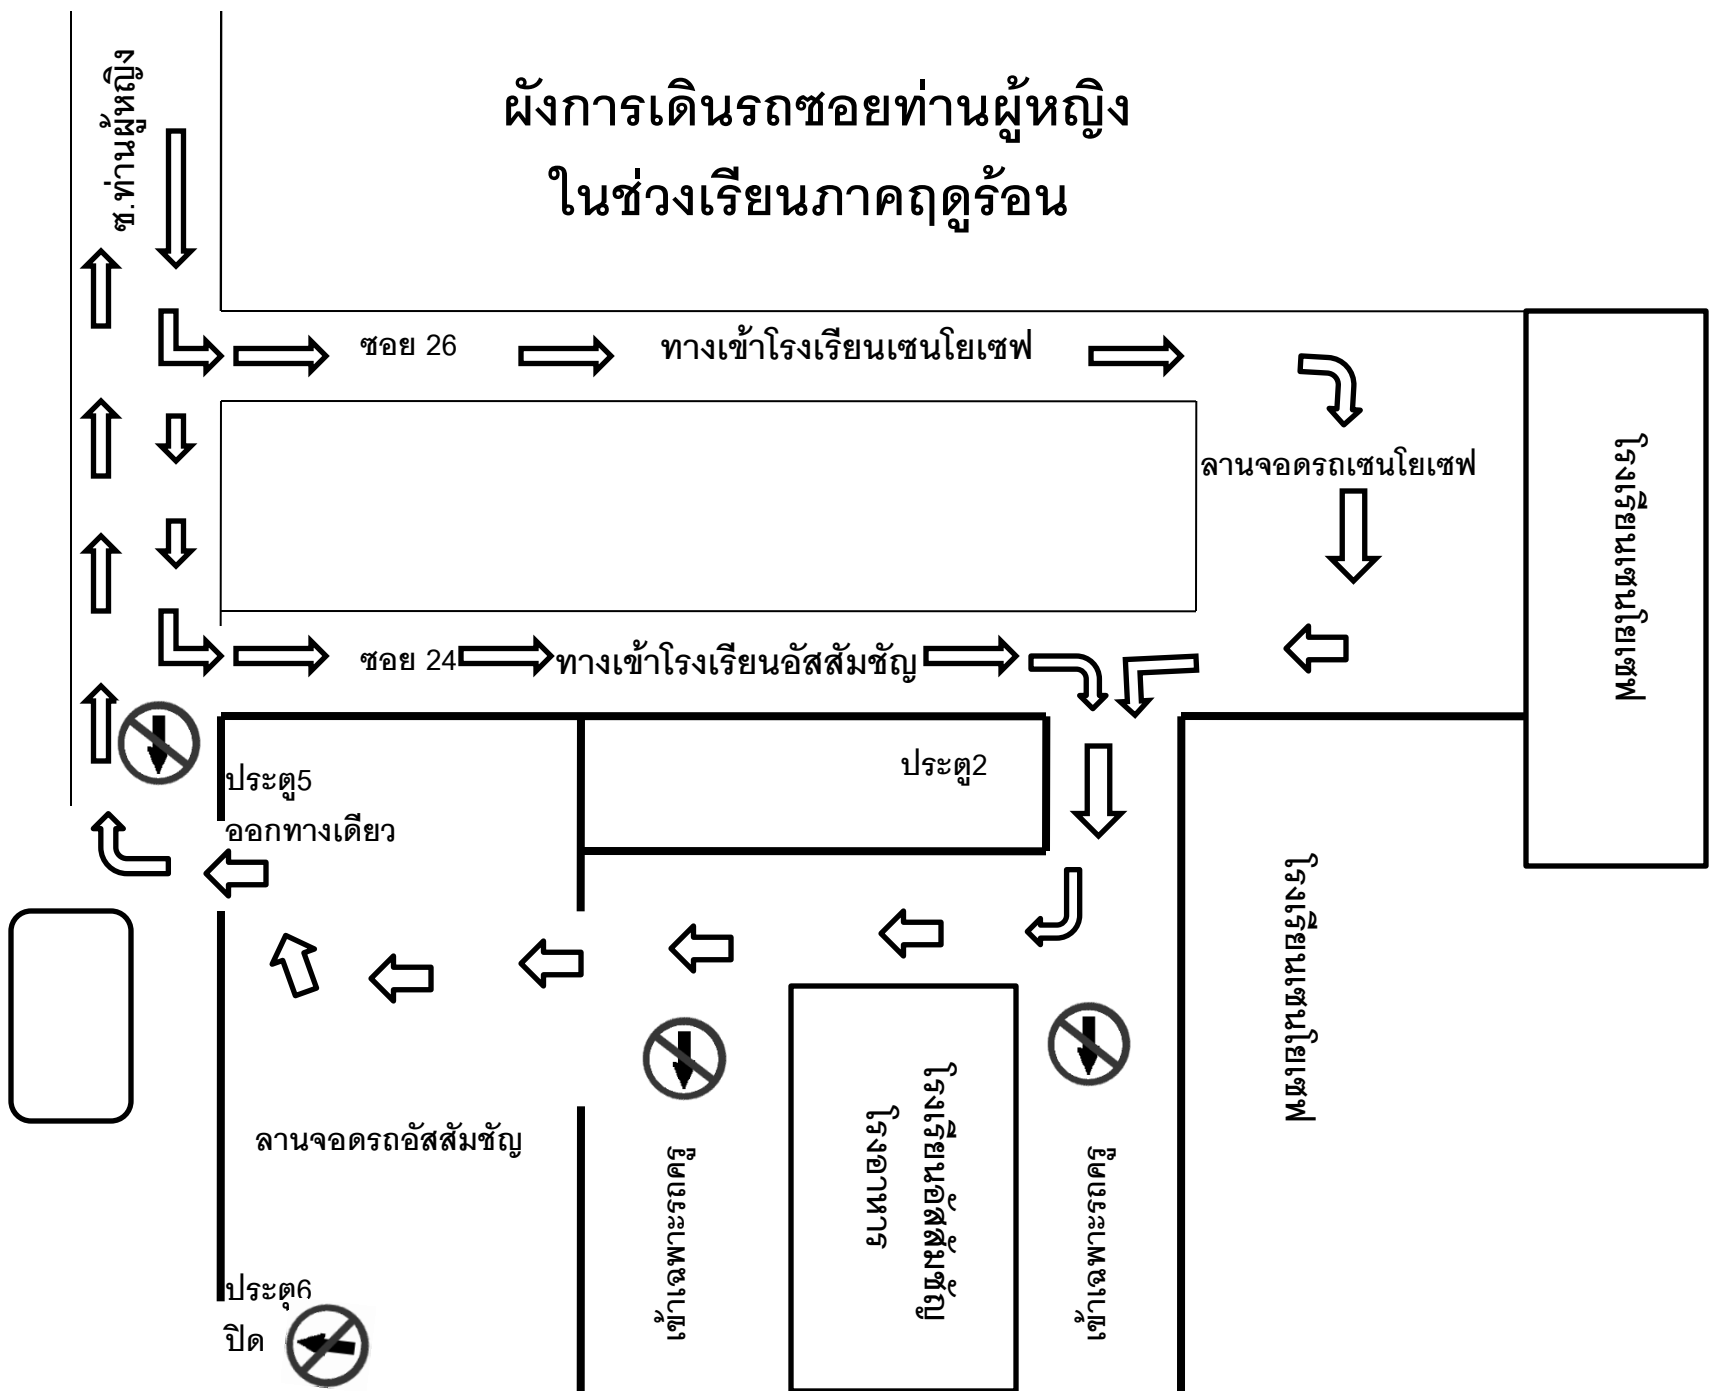 ซ.ท่านผู้หญิง
ผังการเดินรถซอยท่านผู้หญิง
ในช่วงเรียนภาคฤดูร้อน
ซอย 26
ทางเข้าโรงเรียนเซนโยเซฟ
ลานจอดรถเซนโยเซฟ
โรงเรียนเซนโยเซฟ
ซอย 24
ทางเข้าโรงเรียนอัสสัมชัญ
ประตู5
ออกทางเดียว
ประตู2
โรงเรียนเซนโยเซฟ
ลานจอดรถอัสสัมชัญ
เข้าเฉพาะรถครู
โรงเรียนอัสสัมชัญ
โรงอาหาร
เข้าเฉพาะรถครู
ประตุ6
ปิด